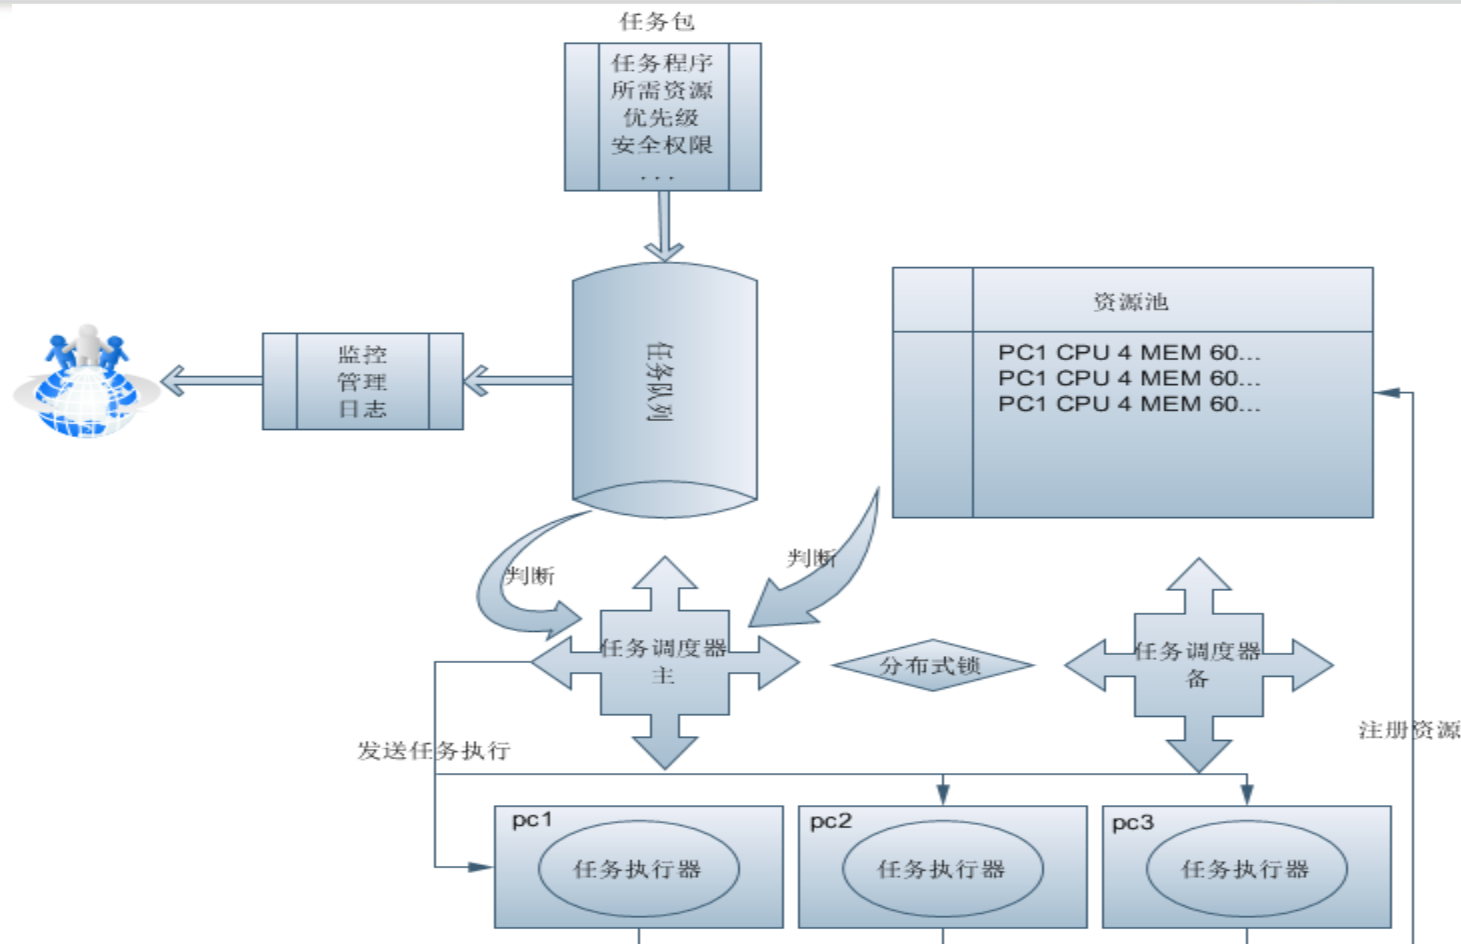 任务包
任务程序
所需资源
优先级
安全权限
...
监控
管理
日志
任务队列
资源池
PC1 CPU 4 MEM 60...
PC1 CPU 4 MEM 60...
PC1 CPU 4 MEM 60...
判断
判断
任务调度器
主
分布式锁
任务调度器
备
发送任务执行
注册资源
pc1
任务执行器
pc2
任务执行器
pc3
任务执行器